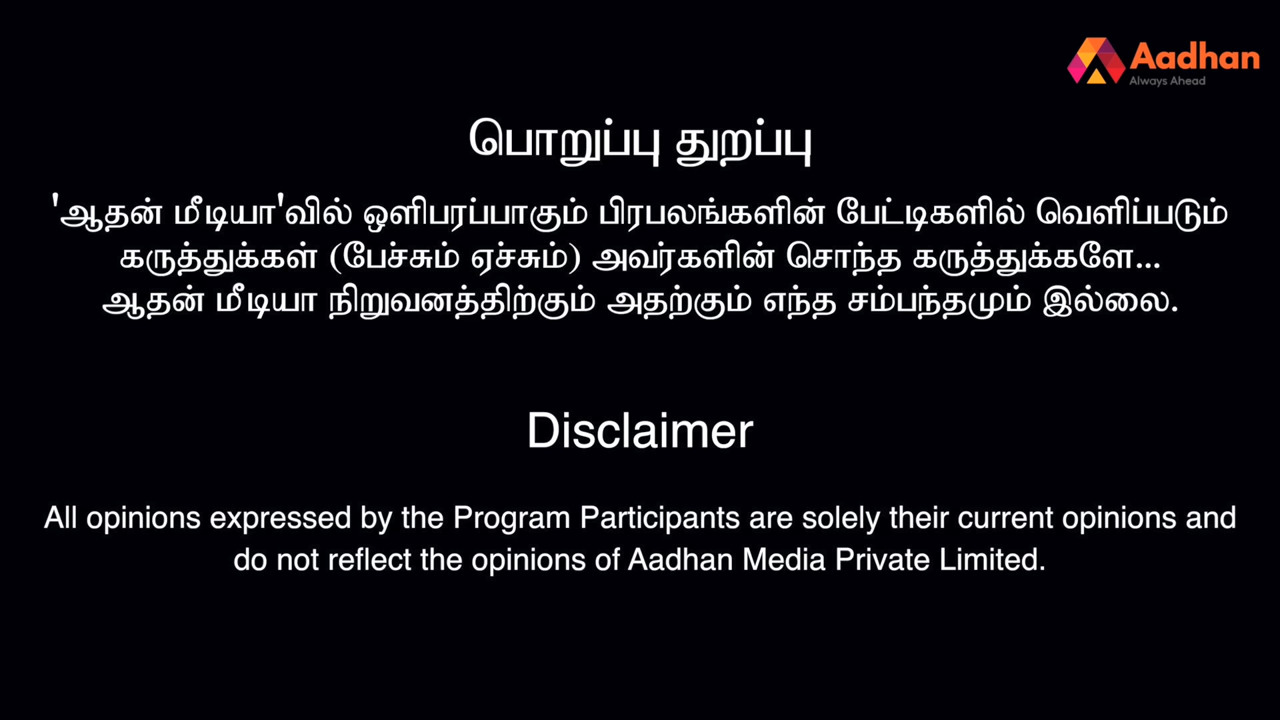 Aadhan
Always Ahead
பொறுப்பு துறப்பு
'ஆதன் மீடியா'வில் ஒளிபரப்பாகும் பிரபலங்களின் பேட்டிகளில் வெளிப்படும்
கருத்துக்கள் (பேச்சும் ஏச்சும்) அவர்களின் சொந்த கருத்துக்களே...
ஆதன் மீடியா நிறுவனத்திற்கும் அதற்கும் எந்த சம்பந்தமும் இல்லை.
Disclaimer
All opinions expressed by the Program Participants are solely their current opinions and
do not reflect the opinions of Aadhan Media Private Limited.